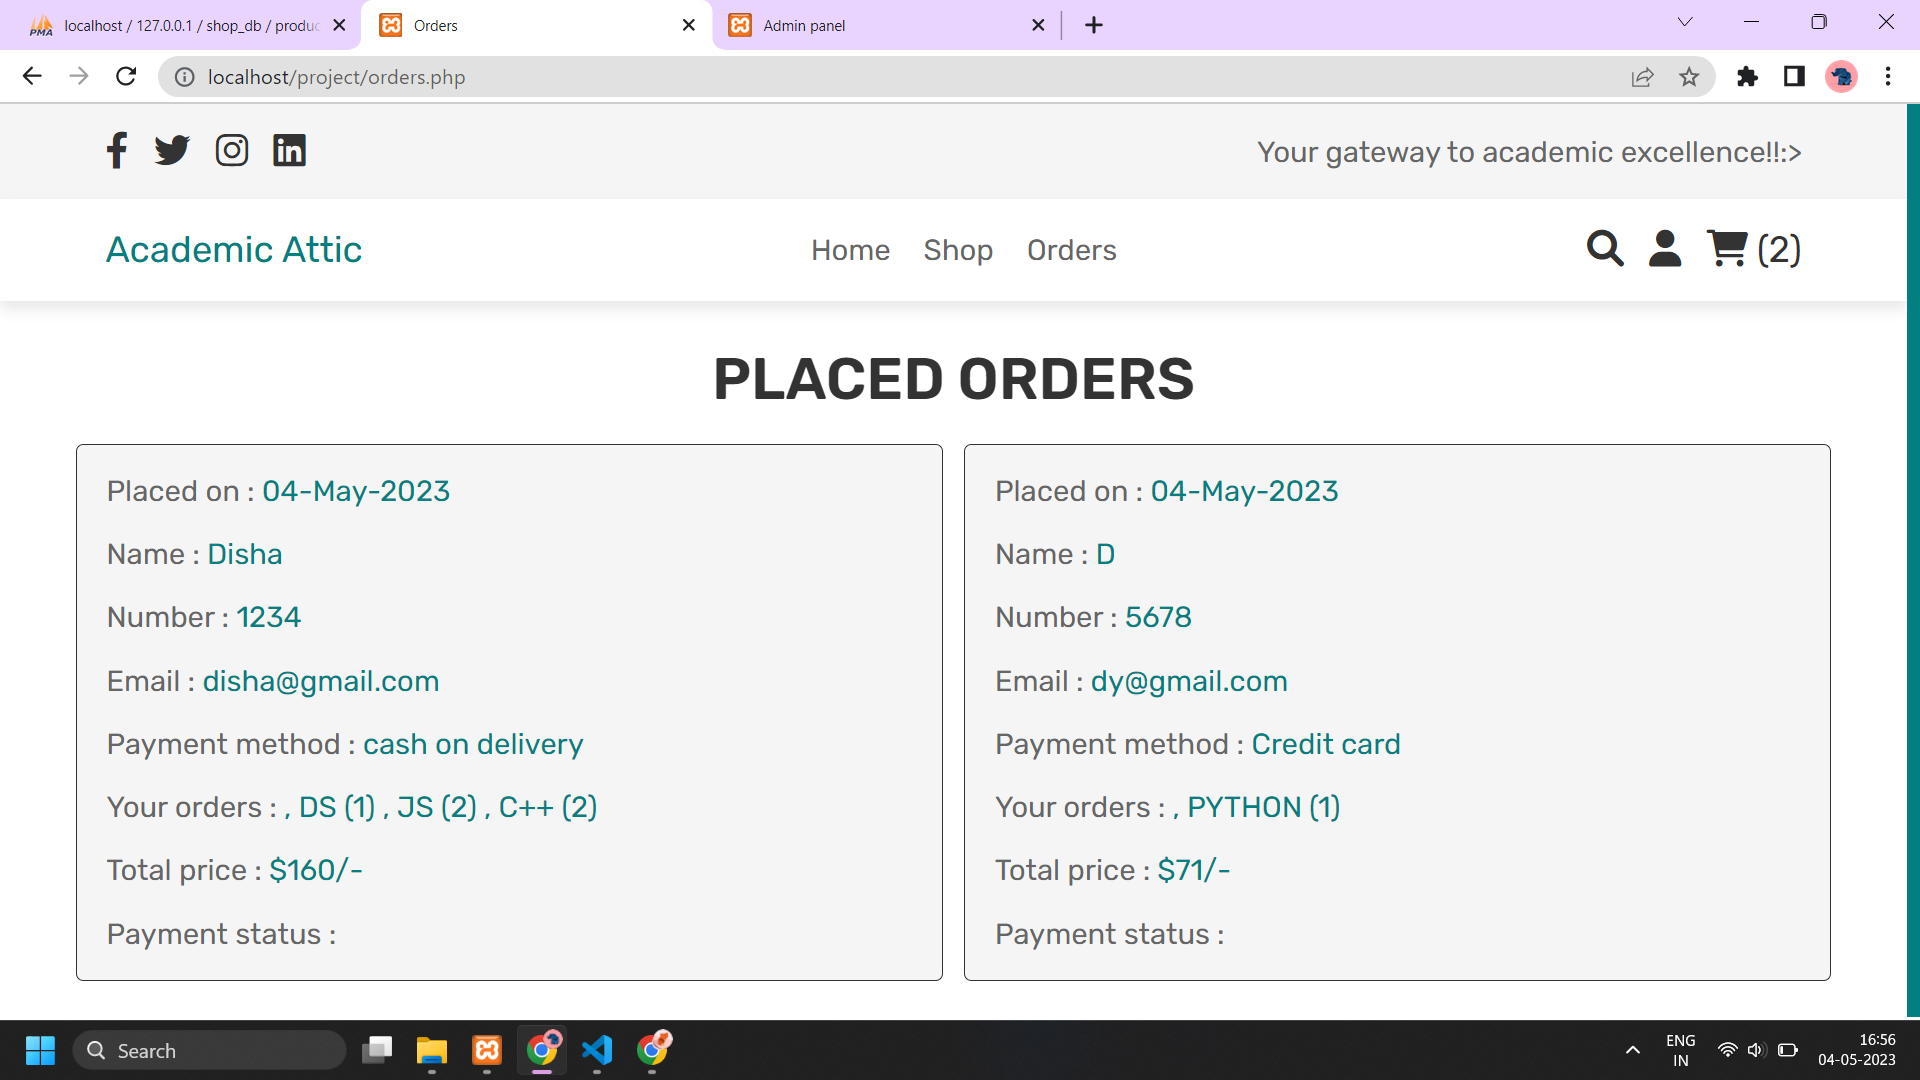 localhost / 127.0.0.1 / shop_db / produc
Orders
Admin panel
localhost/project/orders.php
Your gateway to academic excellence!!:>
Academic Attic
Home
Shop
Orders
(2)
PLACED ORDERS
Placed on : 04-May-2023
Name : Disha
Number : 1234
Email : disha@gmail.com
Payment method : cash on delivery
Your orders : , DS (1) , JS (2) , C++ (2)
Total price : $160/-
Payment status :
Placed on : 04-May-2023
Name : D
Number : 5678
Email : dy@gmail.com
Payment method : Credit card
Your orders : , PYTHON (1)
Total price : $71/-
Payment status :
Search
ENG
IN
16:56
04-05-2023